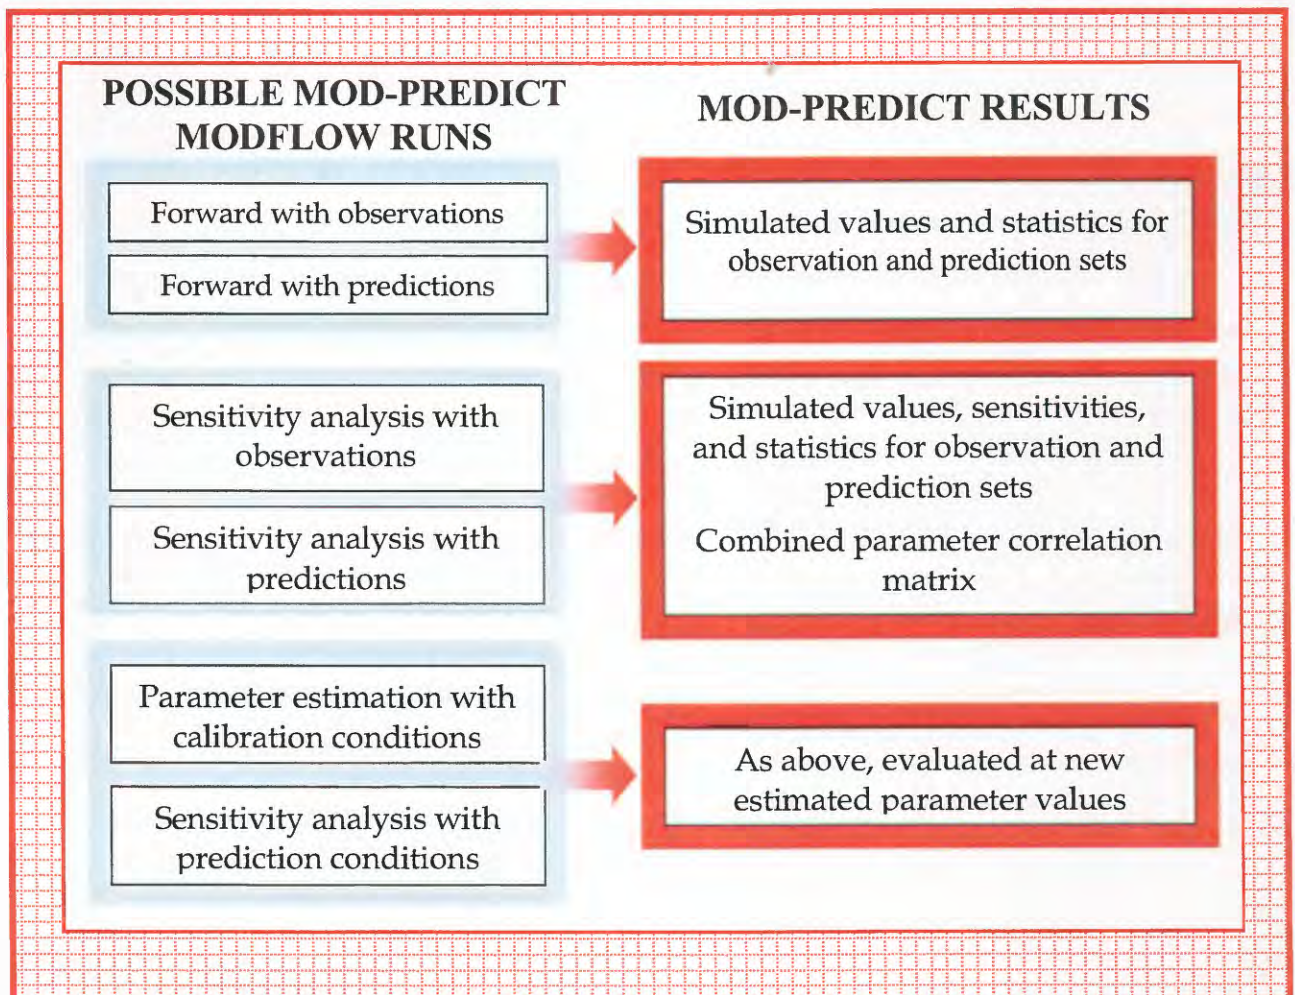 POSSIBLE MOD-PREDICT
MODFLOW RUNS
MOD-PREDICT RESULTS
Forward with observations
Forward with predictions
Simulated values and statistics for
observation and prediction sets
Sensitivity analysis with
observations
Sensitivity analysis with
predictions
Simulated values, sensitivities,
and statistics for observation and
prediction sets
Combined parameter correlation
matrix
Parameter estimation with
calibration conditions
Sensitivity analysis with
prediction conditions
As above, evaluated at new
estimated parameter values